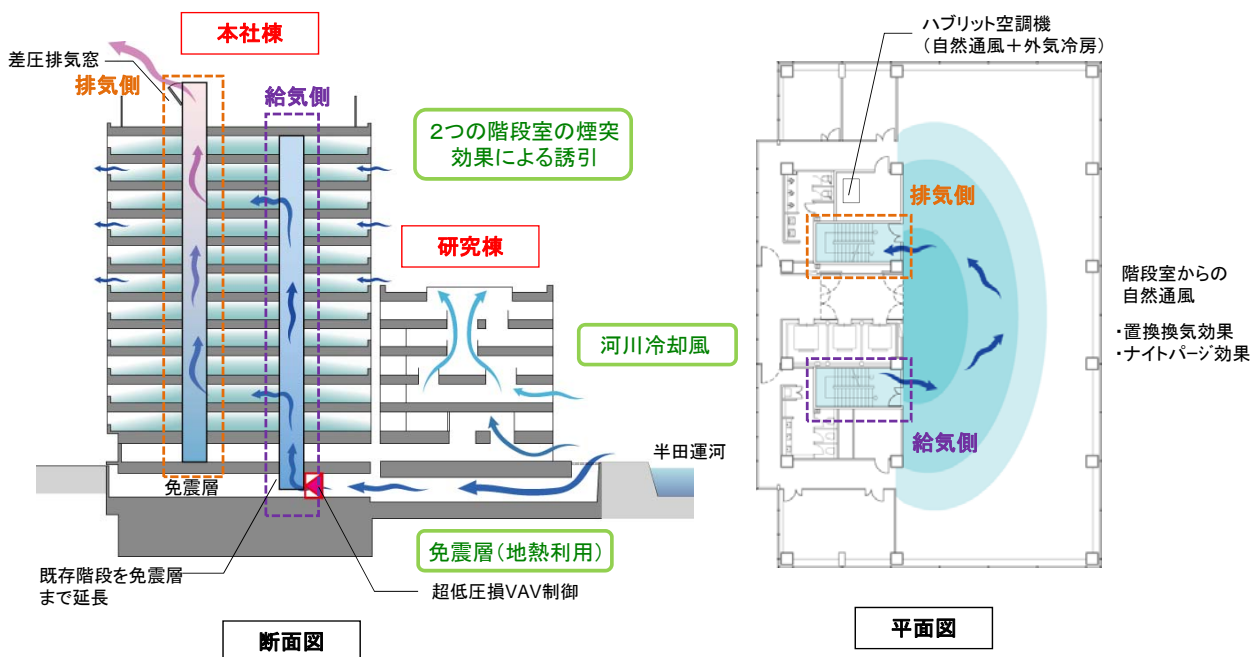 本社棟
差圧排気窓
排気側
給気側
2つの階段室の煙突
効果による誘引
研究棟
河川冷却風
半田運河
免震層
免震層(地熱利用)
既存階段を免震層
まで延長
超低圧損VAV制御
断面図
ハブリット空調機
(自然通風+外気冷房)
排気側
給気側
階段室からの
自然通風
・置換換気効果
・ナイトパージ効果
平面図